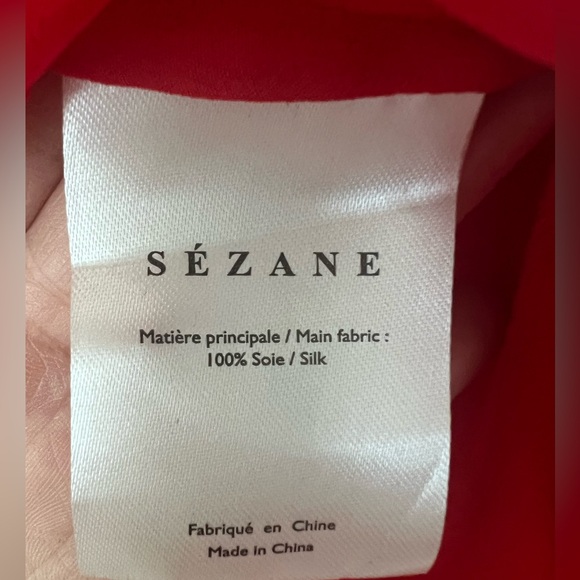 SÉZANE
Matière principale / Main fabric :
100% Soie / Silk
Fabriqué en Chine
Made in China